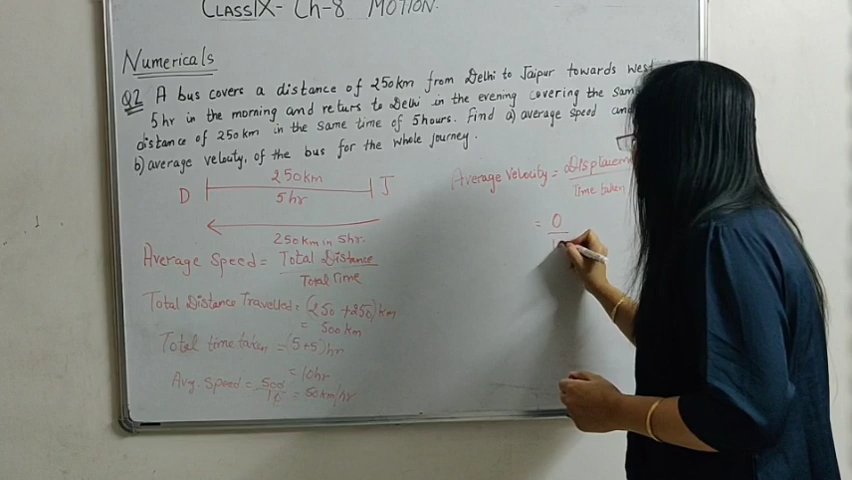 CLASS IX- Ch-8 MOTION.
Numericals
Q2 A bus covers a distance of 250km from Delhi to Jaipur towards West
5hr in the morning and returs to Delhi in the evening covering the Same
distance of 250km in the same time of 5hours. Find a) average speed and
b) average velocity. of the bus for the whole journey.
250km
D J
5hr
250km in 5hr.
Average Speed = Total Distance
Total Time
Total Distance Travelled = (250 +250) km
= 500 km
Total time taken = (5+5) hr
= 10hr
Avg. Speed = 500
10 = 50km/hr
Average Velocity = Displacem
Time taken
= 0
1